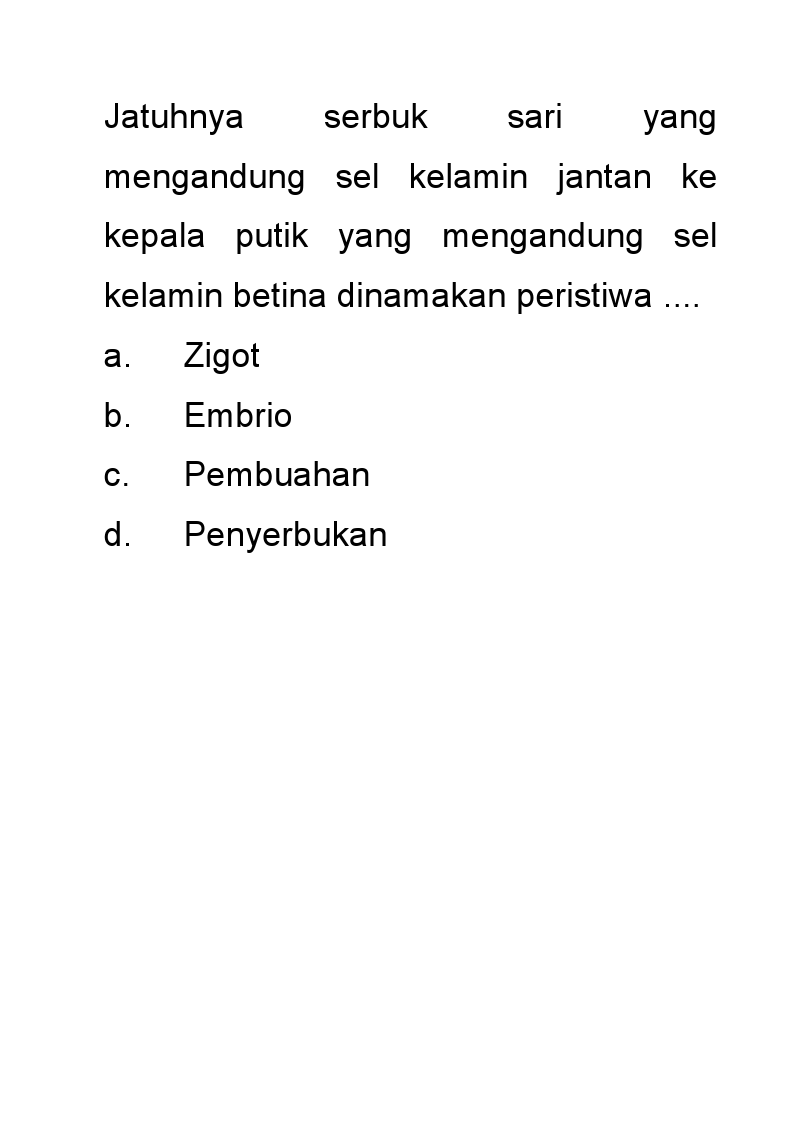 Jatuhnya serbuk sari yang
mengandung sel kelamin jantan ke
kepala putik yang mengandung sel
kelamin betina dinamakan peristiwa ....
a. Zigot
b. Embrio
c. Pembuahan
d. Penyerbukan